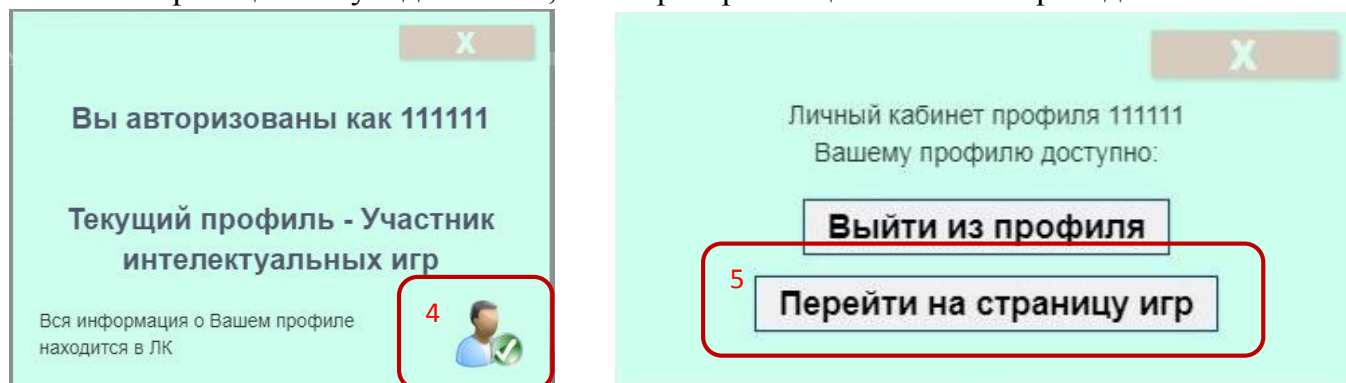 X
Вы авторизованы как 111111
Текущий профиль - Участник
интелектуальных игр
Вся информация о Вашем профиле
находится в ЛК
4
X
Личный кабинет профиля 111111
Вашему профилю доступно:
Выйти из профиля
5
Перейти на страницу игр